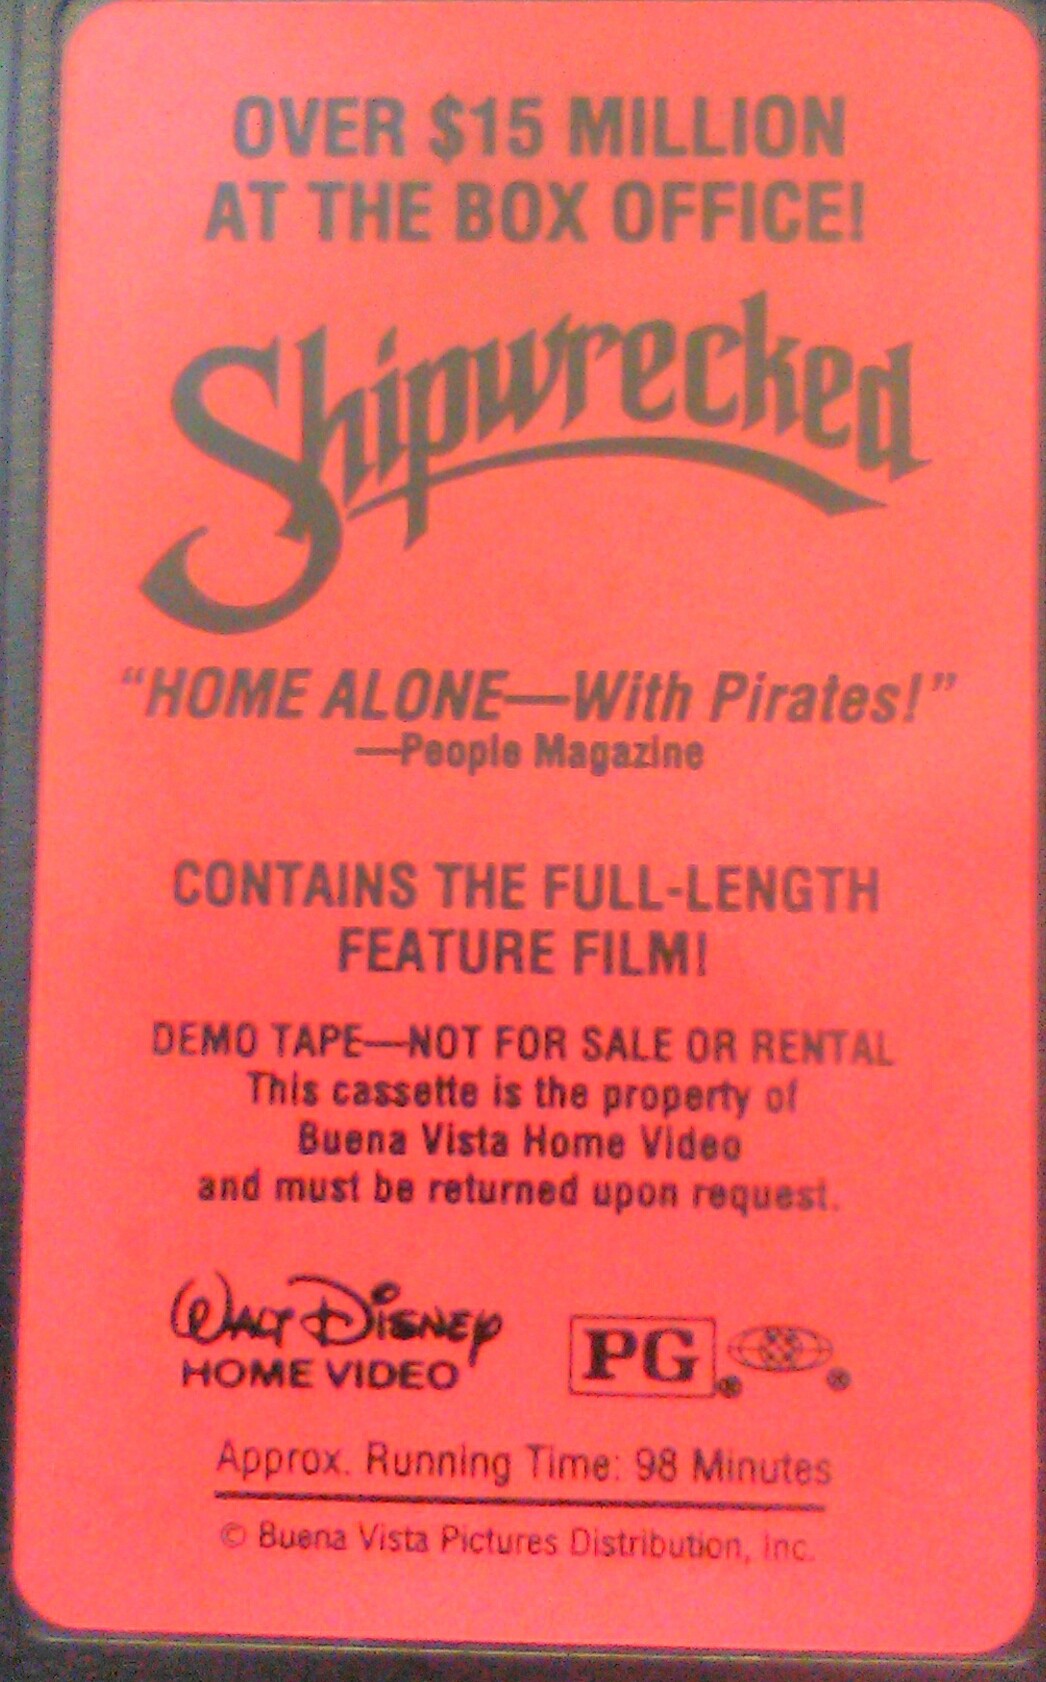 OVER $15 MILLION
AT THE BOX OFFICE!
Shipwrecked
“HOME ALONE—With Pirates!”
—People Magazine
CONTAINS THE FULL-LENGTH
FEATURE FILM!
DEMO TAPE—NOT FOR SALE OR RENTAL
This cassette is the property of
Buena Vista Home Video
and must be returned upon request.
WALT DISNEY
HOME VIDEO
PG ® ®
Approx. Running Time: 98 Minutes
© Buena Vista Pictures Distribution, Inc.